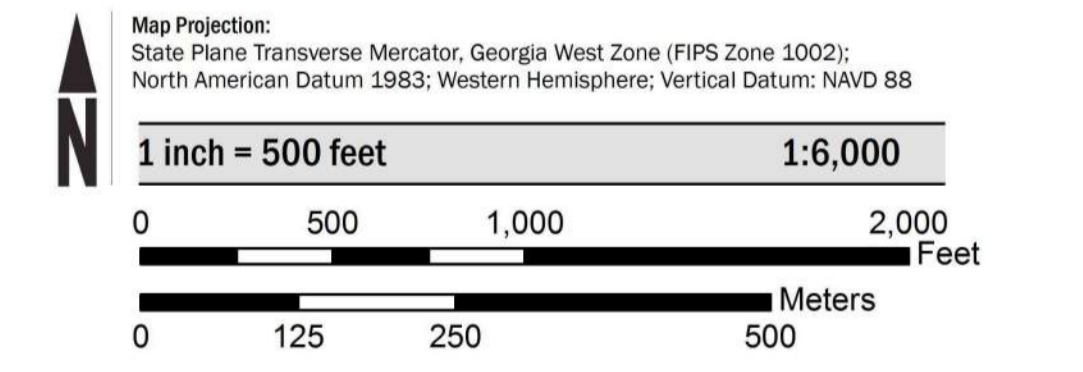 N
Map Projection:
State Plane Transverse Mercator, Georgia West Zone (FIPS Zone 1002);
North American Datum 1983; Western Hemisphere; Vertical Datum: NAVD 88
1 inch = 500 feet 1:6,000
0 500 1,000 2,000
Feet
Meters
0 125 250 500